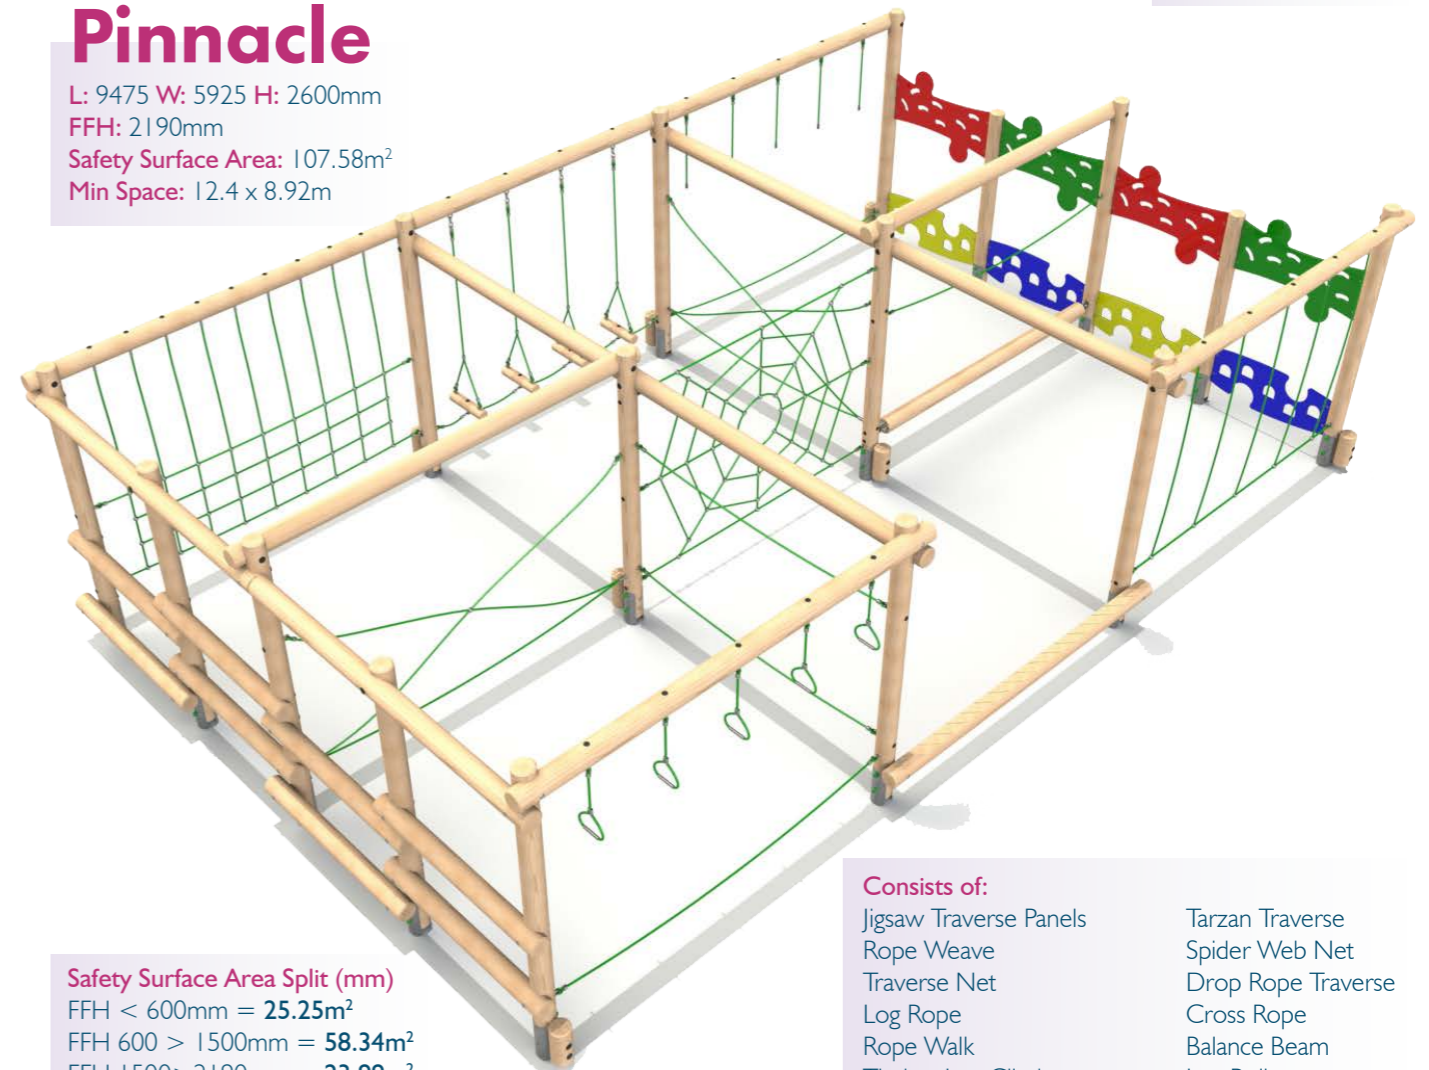 Pinnacle
L: 9475 W: 5925 H: 2600mm
FFH: 2190mm
Safety Surface Area: 107.58m²
Min Space: 12.4 x 8.92m
Safety Surface Area Split (mm)
FFH < 600mm = 25.25m²
FFH 600 > 1500mm = 58.34m²
Consists of:
Jigsaw Traverse Panels
Rope Weave
Traverse Net
Log Rope
Rope Walk
Tarzan Traverse
Spider Web Net
Drop Rope Traverse
Cross Rope
Balance Beam